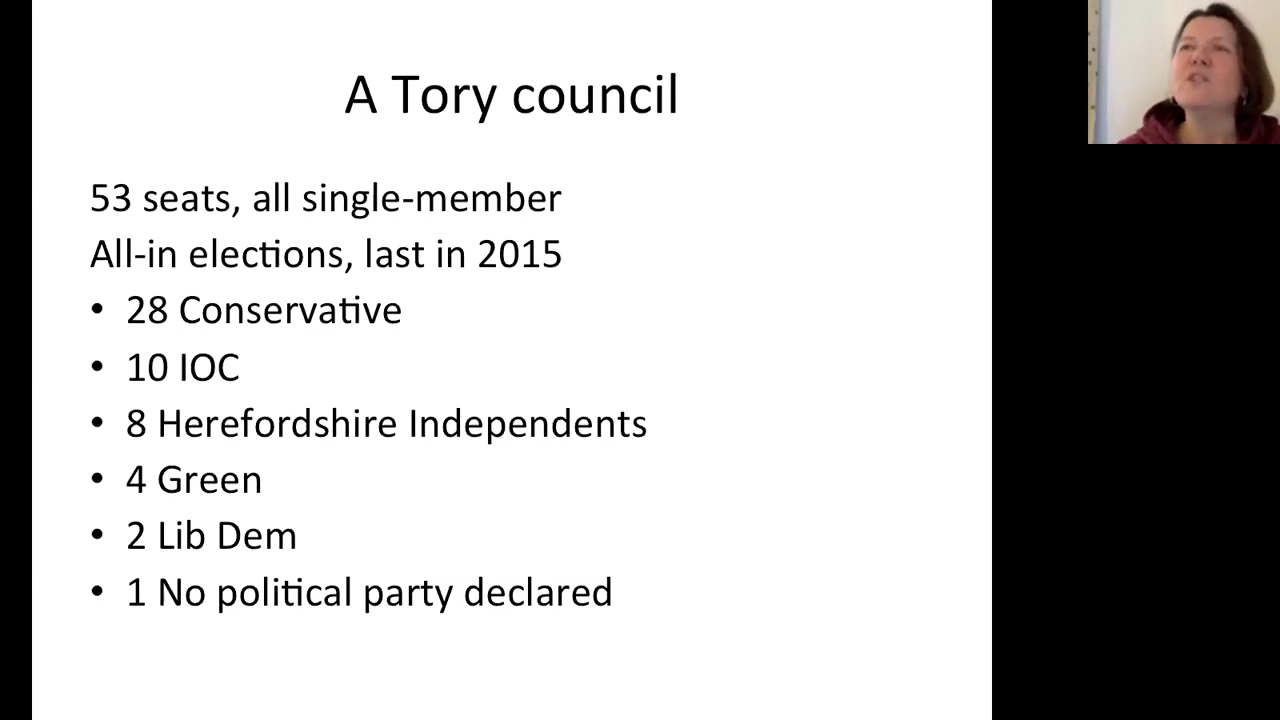 A Tory council
53 seats, all single-member
All-in elections, last in 2015
• 28 Conservative
• 10 IOC
• 8 Herefordshire Independents
• 4 Green
• 2 Lib Dem
• 1 No political party declared